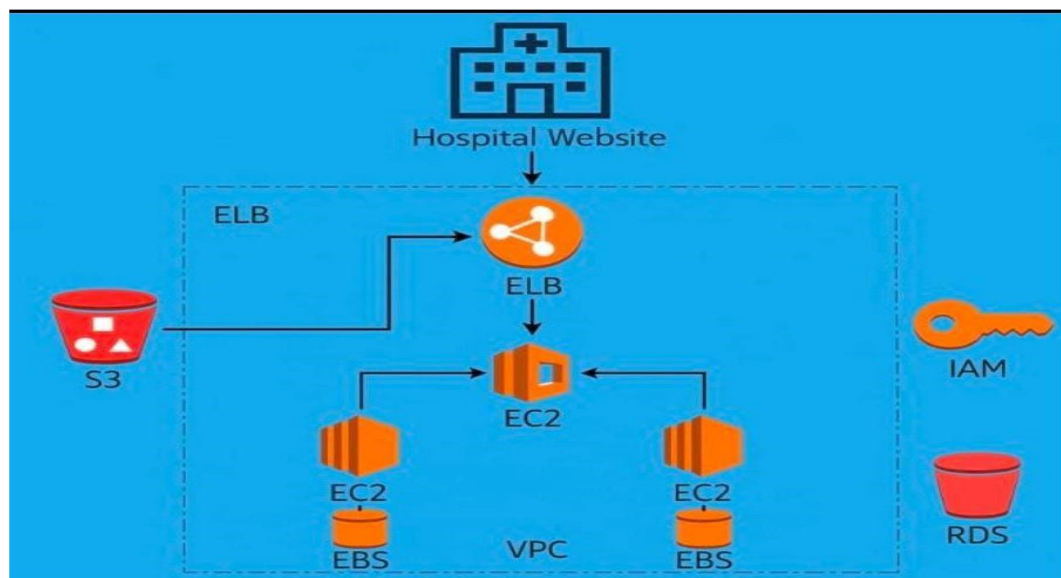 Hospital Website
ELB
ELB
S3
EC2
IAM
EC2
EC2
EBS
VPC
EBS
RDS